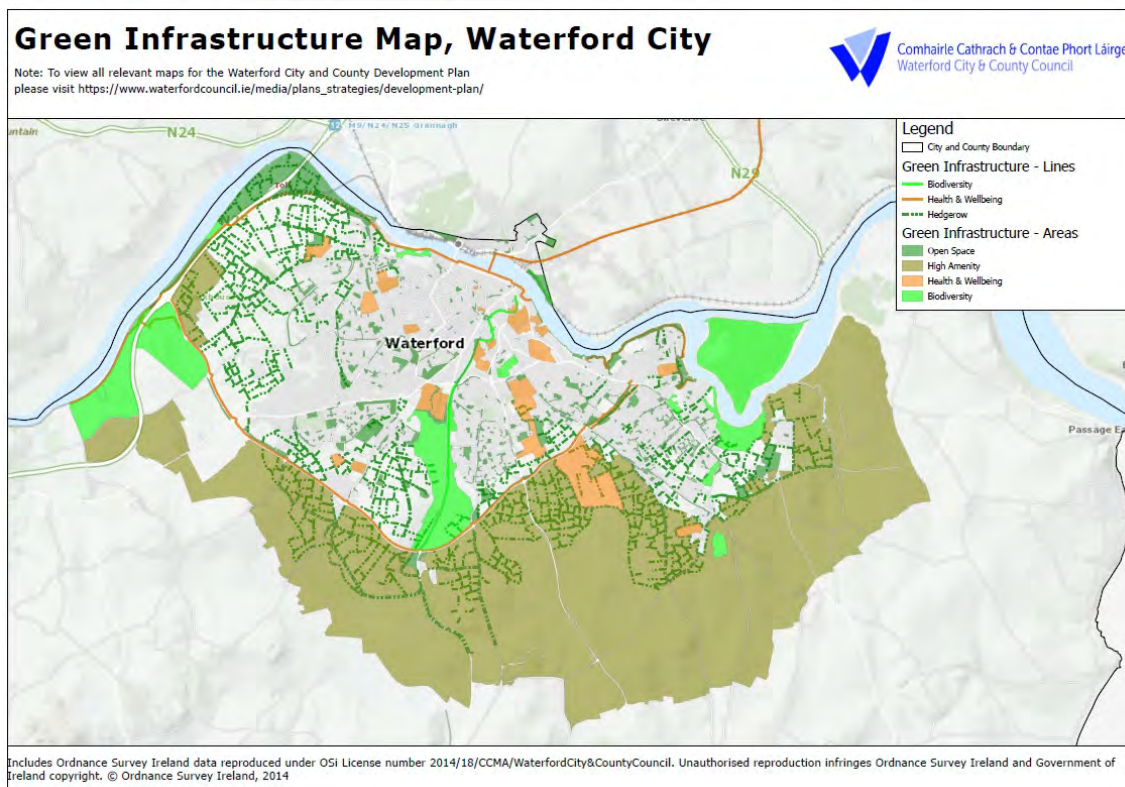 Green Infrastructure Map, Waterford City
Note: To view all relevant maps for the Waterford City and County Development Plan
please visit https://www.waterfordcouncil.ie/media/plans_strategies/development-plan/
Comhairle Cathrach & Contae Phort Láirge
Waterford City & County Council
N24
M9/N24/N25 Grannagh
N29
Toll
Waterford
Passage Ea
Legend
City and County Boundary
Green Infrastructure - Lines
Biodiversity
Health & Wellbeing
Hedgerow
Green Infrastructure - Areas
Open Space
High Amenity
Health & Wellbeing
Biodiversity
Includes Ordnance Survey Ireland data reproduced under OSi License number 2014/18/CCMA/WaterfordCity&CountyCouncil. Unauthorised reproduction infringes Ordnance Survey Ireland and Government of
Ireland copyright. © Ordnance Survey Ireland, 2014